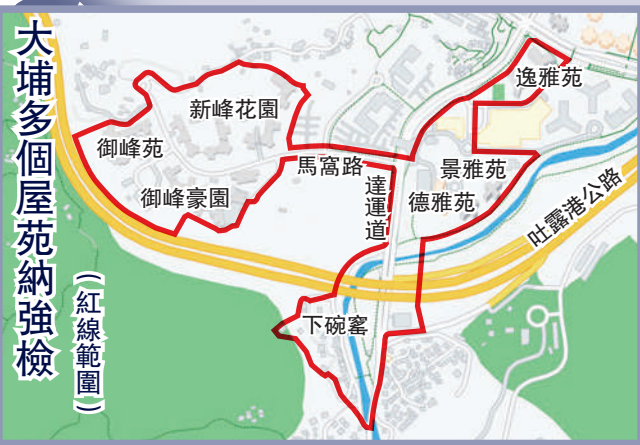 大埔多個屋苑納強檢
(紅線範圍)
逸雅苑
新峰花園
御峰苑
馬窩路
景雅苑
御峰豪園
達運道
德雅苑
吐露港公路
下碗窰